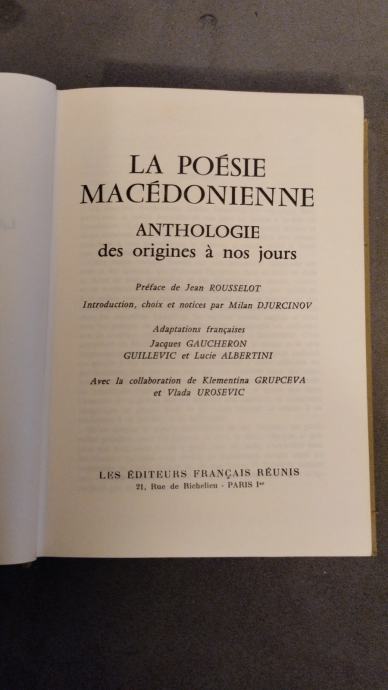 LA POÉSIE
MACÉDONIENNE
ANTHOLOGIE
des origines à nos jours
Préface de Jean ROUSSELOT
Introduction, choix et notices par Milan DJURCINOV
Adaptations françaises
Jacques GAUCHERON
GUILLEVIC et Lucie ALBERTINI
Avec la collaboration de Klementina GRUPCEVA
et Vlada UROSEVIC
LES ÉDITEURS FRANÇAIS RÉUNIS
21, Rue de Richelieu - PARIS Iᵉʳ